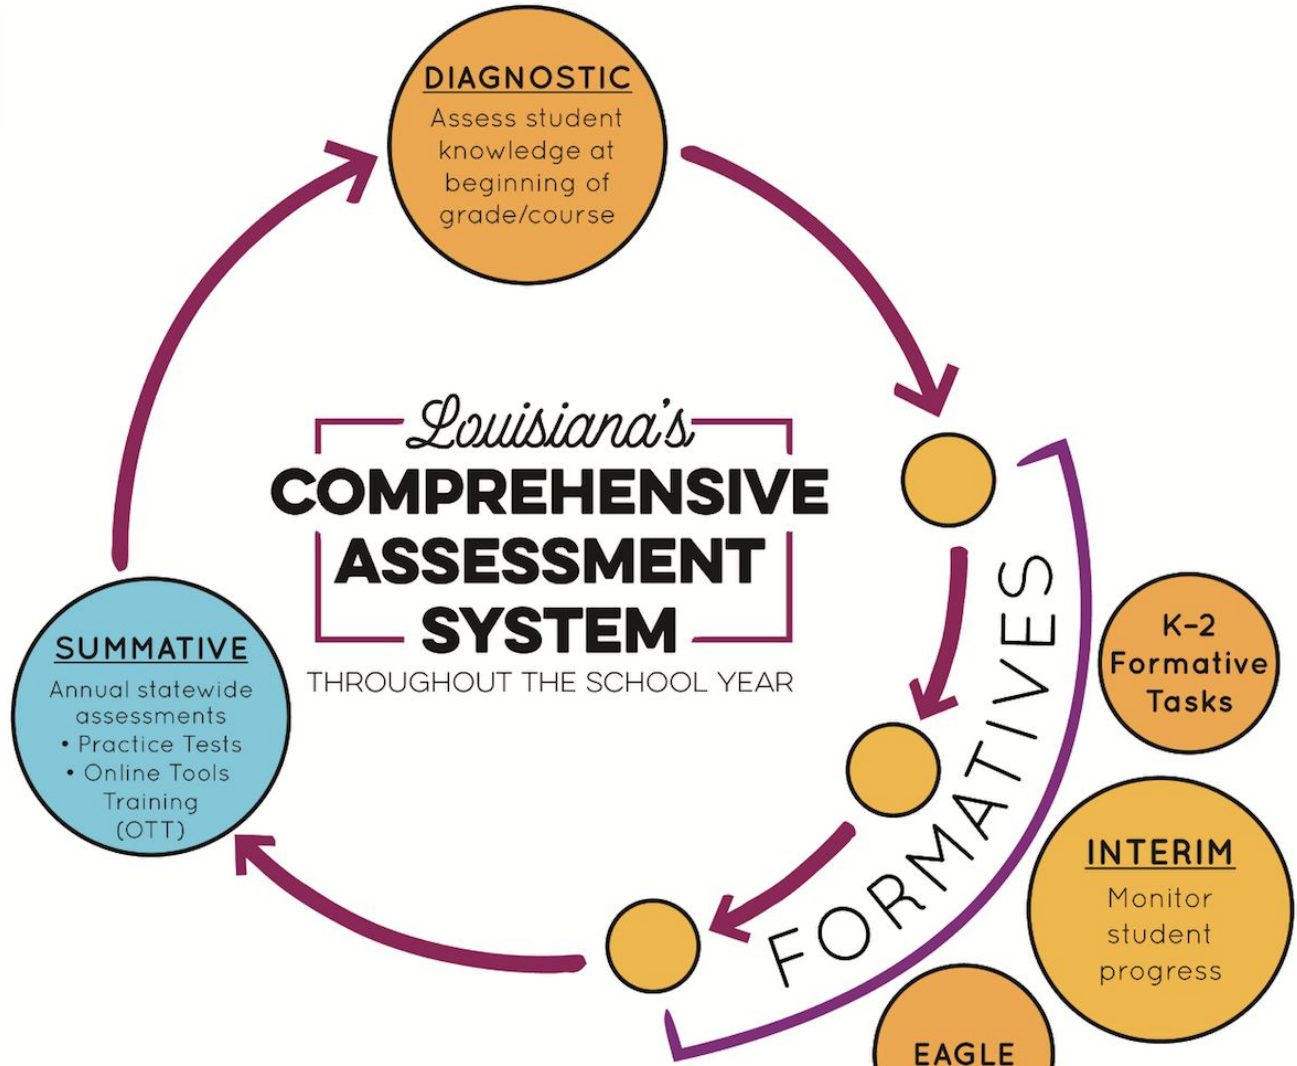 DIAGNOSTIC
Assess student
knowledge at
beginning of
grade/course
Louisiana's
COMPREHENSIVE
ASSESSMENT
SYSTEM
THROUGHOUT THE SCHOOL YEAR
FORMATIVES
K-2
Formative
Tasks
SUMMATIVE
Annual statewide
assessments
• Practice Tests
• Online Tools
Training
(OTT)
INTERIM
Monitor
student
progress
EAGLE